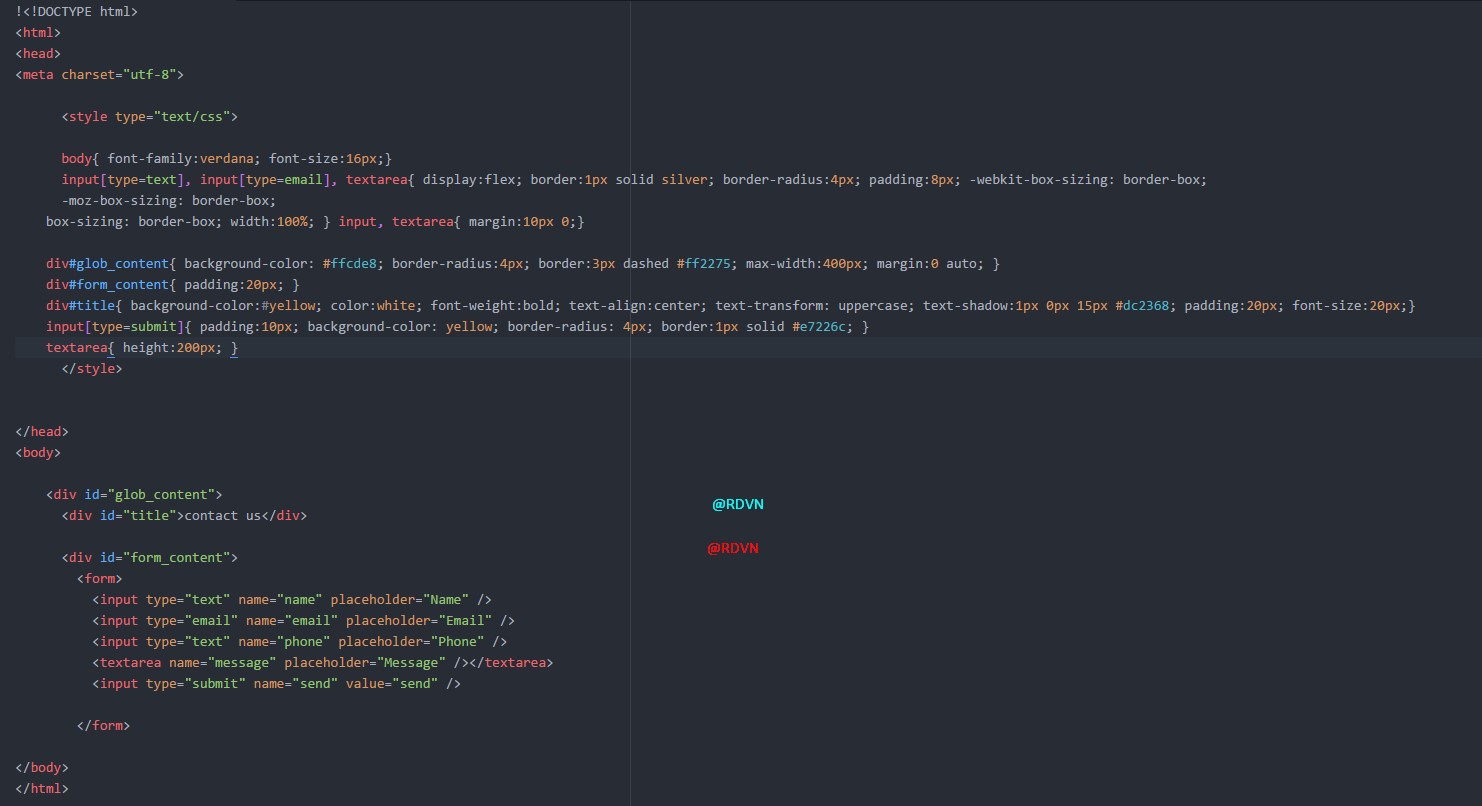 !<!DOCTYPE html>
<html>
<head>
<meta charset="utf-8">
<style type="text/css">
body{ font-family:verdana; font-size:16px;}
input[type=text], input[type=email], textarea{ display:flex; border:1px solid silver; border-radius:4px; padding:8px; -webkit-box-sizing: border-box;
-moz-box-sizing: border-box;
box-sizing: border-box; width:100%; } input, textarea{ margin:10px 0;}
div#glob_content{ background-color: #ffcde8; border-radius:4px; border:3px dashed #ff2275; max-width:400px; margin:0 auto; }
div#form_content{ padding:20px; }
div#title{ background-color:#yellow; color:white; font-weight:bold; text-align:center; text-transform: uppercase; text-shadow:1px 0px 15px #dc2368; padding:20px; font-size:20px;}
input[type=submit]{ padding:10px; background-color: yellow; border-radius: 4px; border:1px solid #e7226c; }
textarea{ height:200px; }
</style>
</head>
<body>
<div id="glob_content">
@RDVN
<div id="title">contact us</div>
@RDVN
<div id="form_content">
<form>
<input type="text" name="name" placeholder="Name" />
<input type="email" name="email" placeholder="Email" />
<input type="text" name="phone" placeholder="Phone" />
<textarea name="message" placeholder="Message" /></textarea>
<input type="submit" name="send" value="send" />
</form>
</body>
</html>